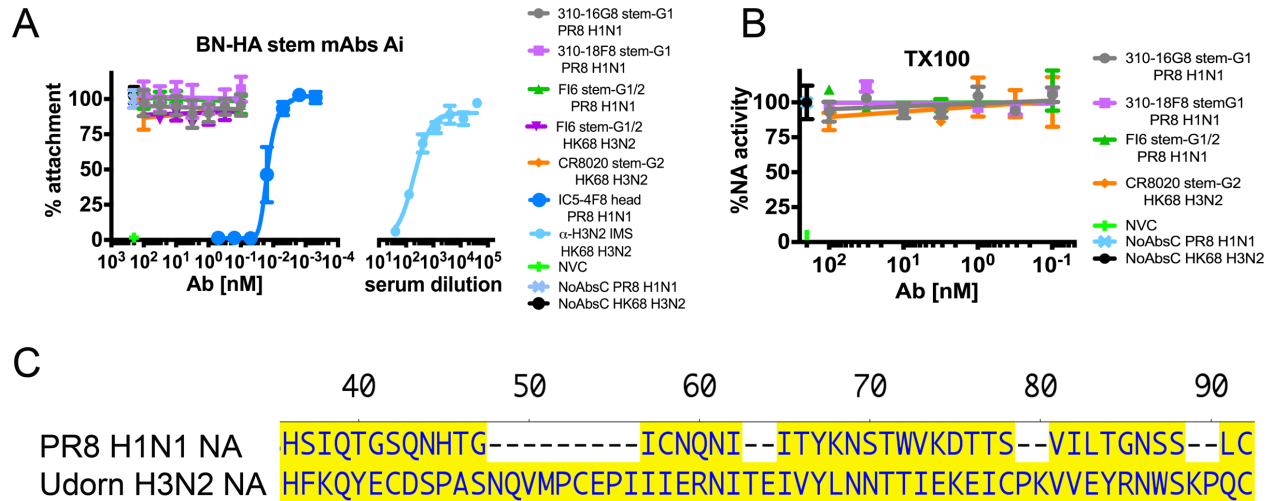 A
BN-HA stem mAbs Ai
% attachment
100
75
50
25
0
10³ 10² 10¹ 10⁰ 10⁻¹ 10⁻² 10⁻³ 10⁻⁴
Ab [nM]
10¹ 10² 10³ 10⁴ 10⁵
serum dilution
310-16G8 stem-G1
PR8 H1N1
310-18F8 stem-G1
PR8 H1N1
FI6 stem-G1/2
PR8 H1N1
FI6 stem-G1/2
HK68 H3N2
CR8020 stem-G2
HK68 H3N2
IC5-4F8 head
PR8 H1N1
α-H3N2 IMS
HK68 H3N2
NVC
NoAbsC PR8 H1N1
NoAbsC HK68 H3N2
B
TX100
%NA activity
100
75
50
25
0
10² 10¹ 10⁰ 10⁻¹
Ab [nM]
310-16G8 stem-G1
PR8 H1N1
310-18F8 stemG1
PR8 H1N1
FI6 stem-G1/2
PR8 H1N1
CR8020 stem-G2
HK68 H3N2
NVC
NoAbsC PR8 H1N1
NoAbsC HK68 H3N2
C
40 50 60 70 80 90
PR8 H1N1 NA HSIQTGSQNHTG---------ICNQNI--ITYKNSTWVKDTTS--VILTGNSS--LC
Udorn H3N2 NA HFKQYECDSPASNQVMPCEPIIIERNITEIVYLNNTTIEKEICPKVVEYRNWSKPQC